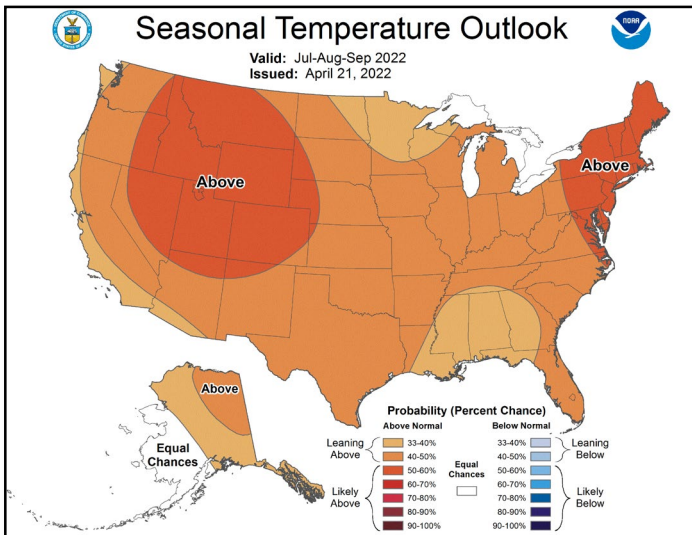 Seasonal Temperature Outlook
NOAA
Valid: Jul-Aug-Sep 2022
Issued: April 21, 2022
Above
Above
Above
Equal
Chances
Probability (Percent Chance)
Above Normal
Below Normal
Leaning
Above
33-40%
40-50%
Likely
Above
50-60%
60-70%
70-80%
80-90%
90-100%
Equal
Chances
33-40%
40-50%
Leaning
Below
50-60%
60-70%
70-80%
80-90%
90-100%
Likely
Below